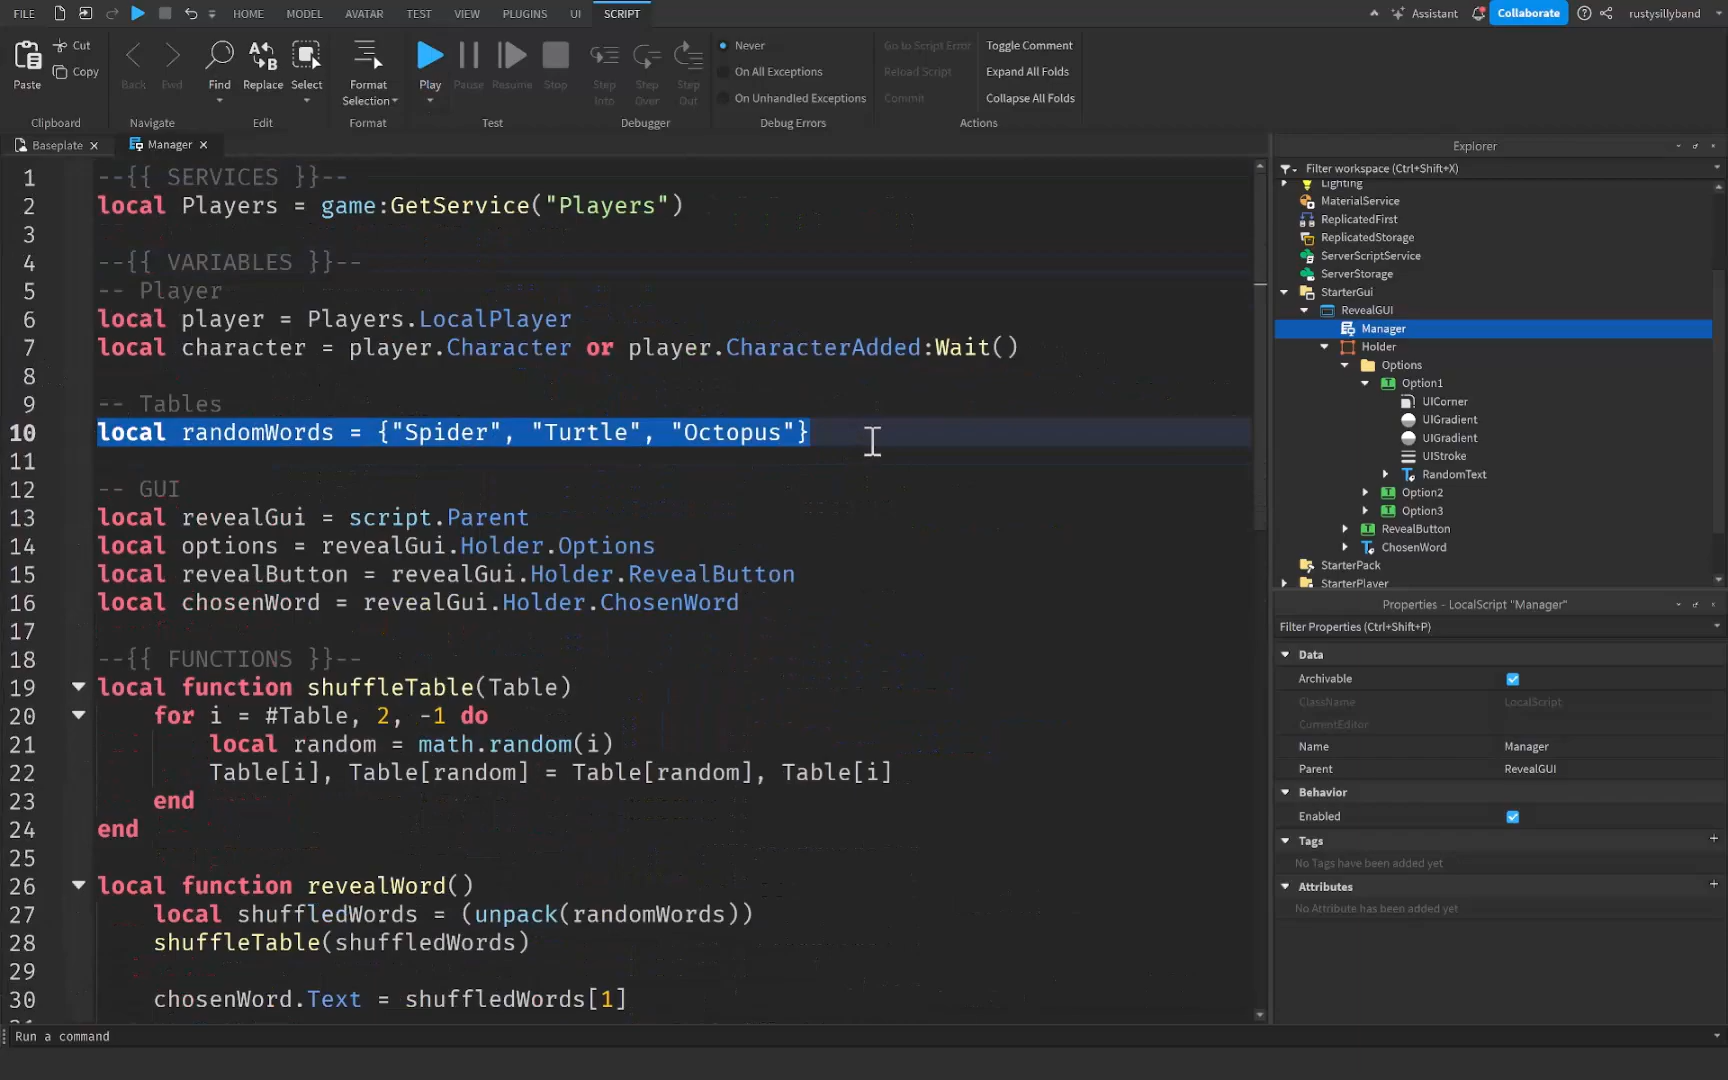 FILE HOME MODEL AVATAR TEST VIEW PLUGINS UI SCRIPT Assistant Collaborate rustysillyband
Paste Cut Copy Back Fwd Find Replace Select Format Selection Play Pause Resume Stop Step Into Step Over Step Out Never On All Exceptions On Unhandled Exceptions Go to Script Error Reload Script Commit Toggle Comment Expand All Folds Collapse All Folds
Clipboard Navigate Edit Format Test Debugger Debug Errors Actions
Baseplate Manager
1 --{{ SERVICES }}--
2 local Players = game:GetService("Players")
3
4 --{{ VARIABLES }}--
5 -- Player
6 local player = Players.LocalPlayer
7 local character = player.Character or player.CharacterAdded:Wait()
8
9 -- Tables
10 local randomWords = {"Spider", "Turtle", "Octopus"}
11
12 -- GUI
13 local revealGui = script.Parent
14 local options = revealGui.Holder.Options
15 local revealButton = revealGui.Holder.RevealButton
16 local chosenWord = revealGui.Holder.ChosenWord
17
18 --{{ FUNCTIONS }}--
19 local function shuffleTable(Table)
20 for i = #Table, 2, -1 do
21 local random = math.random(i)
22 Table[i], Table[random] = Table[random], Table[i]
23 end
24 end
25
26 local function revealWord()
27 local shuffledWords = (unpack(randomWords))
28 shuffleTable(shuffledWords)
29
30 chosenWord.Text = shuffledWords[1]
Run a command
Explorer
Filter workspace (Ctrl+Shift+X)
Lighting
MaterialService
ReplicatedFirst
ReplicatedStorage
ServerScriptService
ServerStorage
StarterGui
RevealGUI
Manager
Holder
Options
Option1
UICorner
UIGradient
UIGradient
UIStroke
RandomText
Option2
Option3
RevealButton
ChosenWord
StarterPack
StarterPlayer
Properties - LocalScript "Manager"
Filter Properties (Ctrl+Shift+P)
Data
Archivable
ClassName LocalScript
CurrentEditor
Name Manager
Parent RevealGUI
Behavior
Enabled
Tags
No Tags have been added yet
Attributes
No Attribute has been added yet